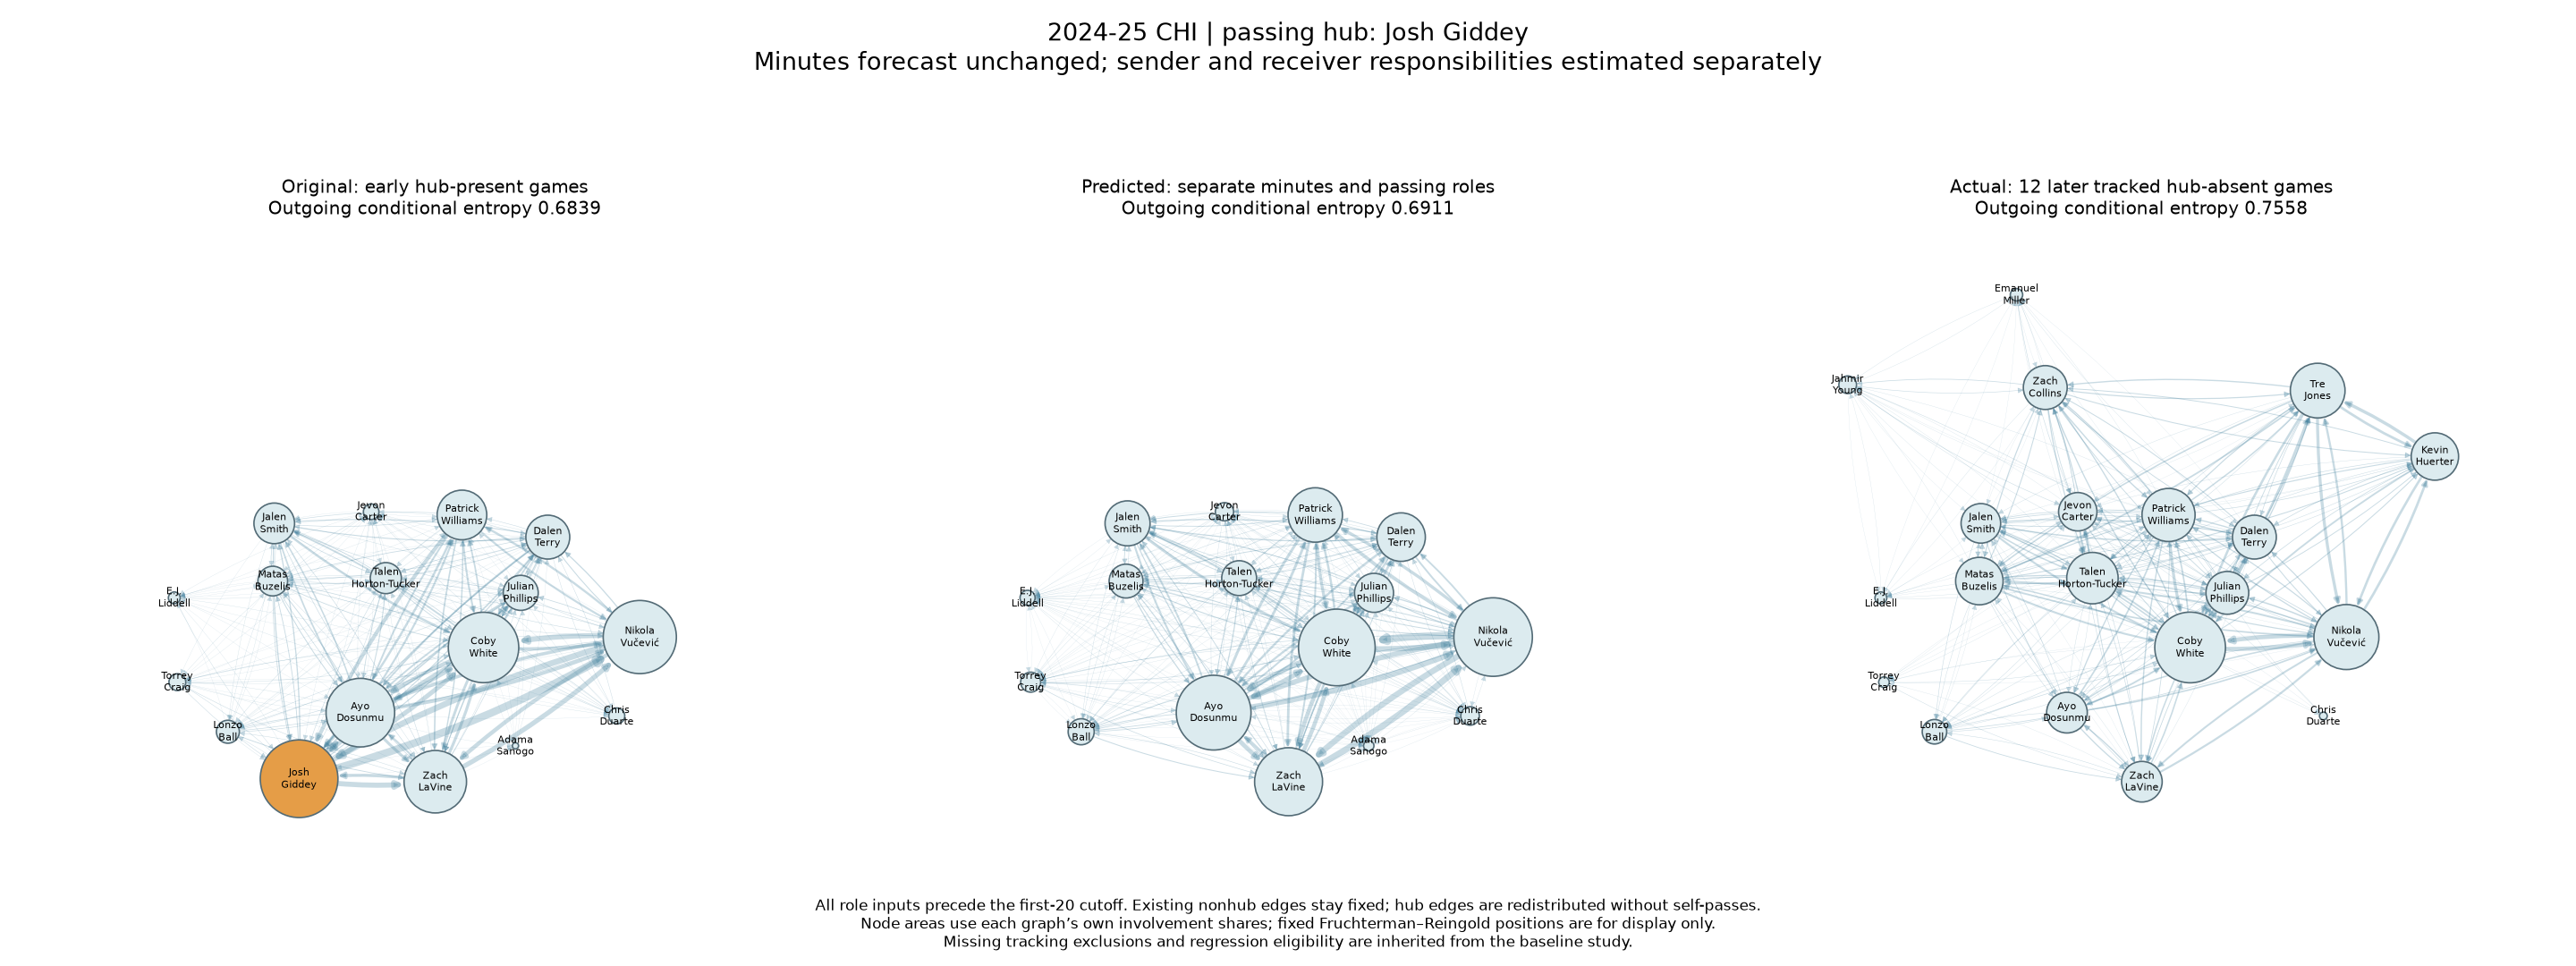 2024-25 CHI | passing hub: Josh Giddey
Minutes forecast unchanged; sender and receiver responsibilities estimated separately
Original: early hub-present games
Outgoing conditional entropy 0.6839
Jalen
Smith
Jevon
Carter
Patrick
Williams
Dalen
Terry
Matas
Buzelis
Talen
Horton-Tucker
Julian
Phillips
E.J.
Liddell
Coby
White
Nikola
Vučević
Torrey
Craig
Ayo
Dosunmu
Lonzo
Ball
Chris
Duarte
Adama
Sanogo
Josh
Giddey
Zach
LaVine
Predicted: separate minutes and passing roles
Outgoing conditional entropy 0.6911
Jalen
Smith
Jevon
Carter
Patrick
Williams
Dalen
Terry
Matas
Buzelis
Talen
Horton-Tucker
Julian
Phillips
E.J.
Liddell
Coby
White
Nikola
Vučević
Torrey
Craig
Ayo
Dosunmu
Lonzo
Ball
Chris
Duarte
Adama
Sanogo
Zach
LaVine
Actual: 12 later tracked hub-absent games
Outgoing conditional entropy 0.7558
Emanuel
Miller
Jahmir
Young
Zach
Collins
Tre
Jones
Kevin
Huerter
Jalen
Smith
Jevon
Carter
Patrick
Williams
Dalen
Terry
Matas
Buzelis
Talen
Horton-Tucker
Julian
Phillips
E.J.
Liddell
Coby
White
Nikola
Vučević
Torrey
Craig
Ayo
Dosunmu
Lonzo
Ball
Chris
Duarte
Zach
LaVine
All role inputs precede the first-20 cutoff. Existing nonhub edges stay fixed; hub edges are redistributed without self-passes.
Node areas use each graph’s own involvement shares; fixed Fruchterman–Reingold positions are for display only.
Missing tracking exclusions and regression eligibility are inherited from the baseline study.